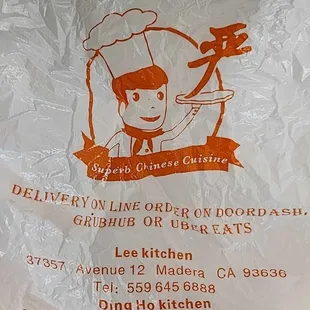 严
Superb Chinese Cuisine
DELIVERY ON LINE ORDER ON DOORDASH.
GRUBHUB OR UBER EATS
Lee kitchen
37357 Avenue 12 Madera CA 93636
Tel: 559 645 6888
Ding Ho kitchen